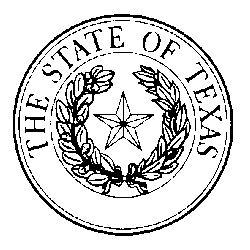 THE STATE OF TEXAS